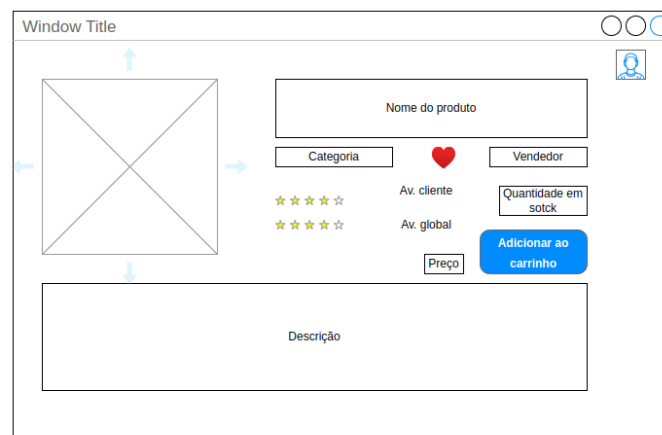 Window Title
Nome do produto
Categoria
Vendedor
Av. cliente
Quantidade em
sotck
Av. global
Adicionar ao
carrinho
Preço
Descrição